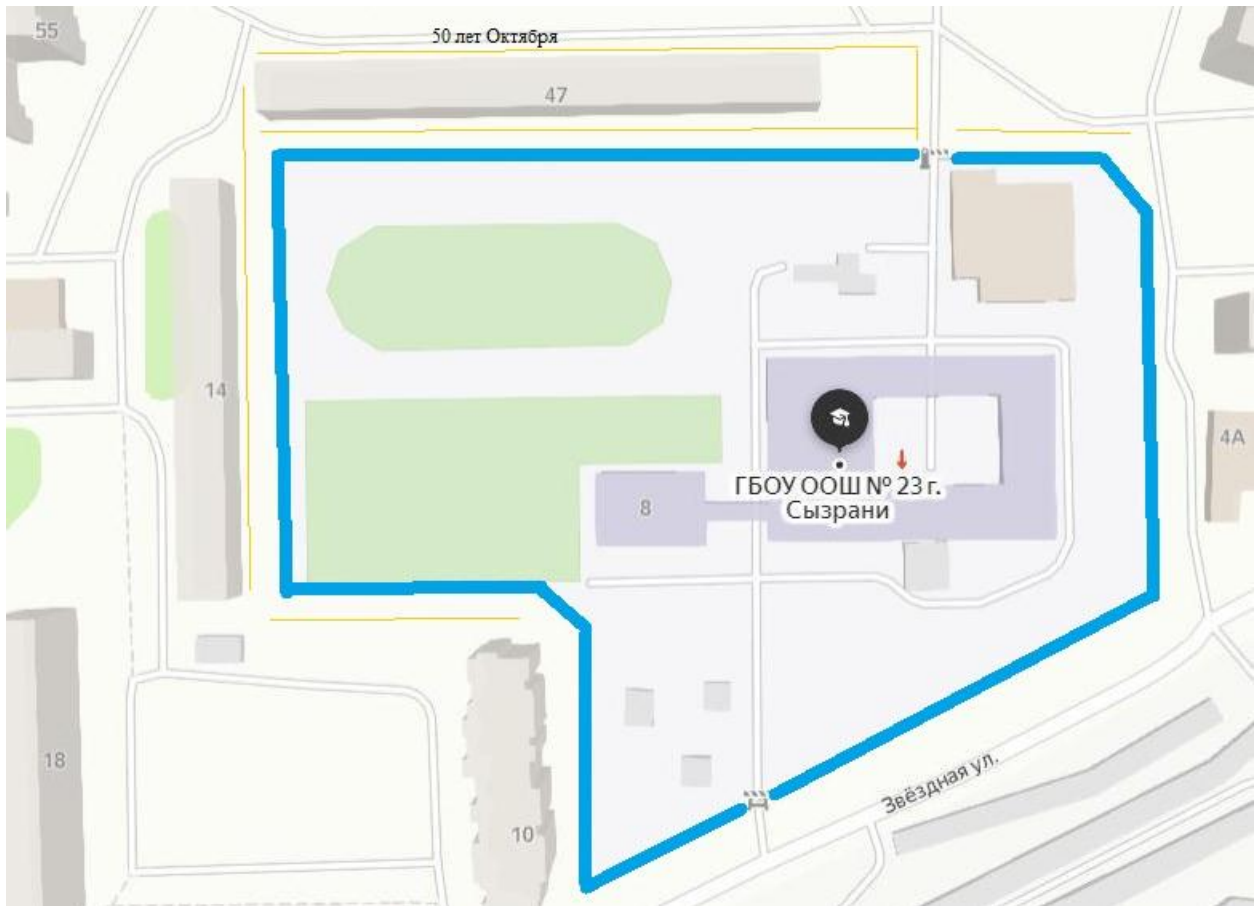 55
50 лет Октября
47
14
4А
ГБОУ ООШ № 23 г.
Сызрани
8
18
Звёздная ул.
10